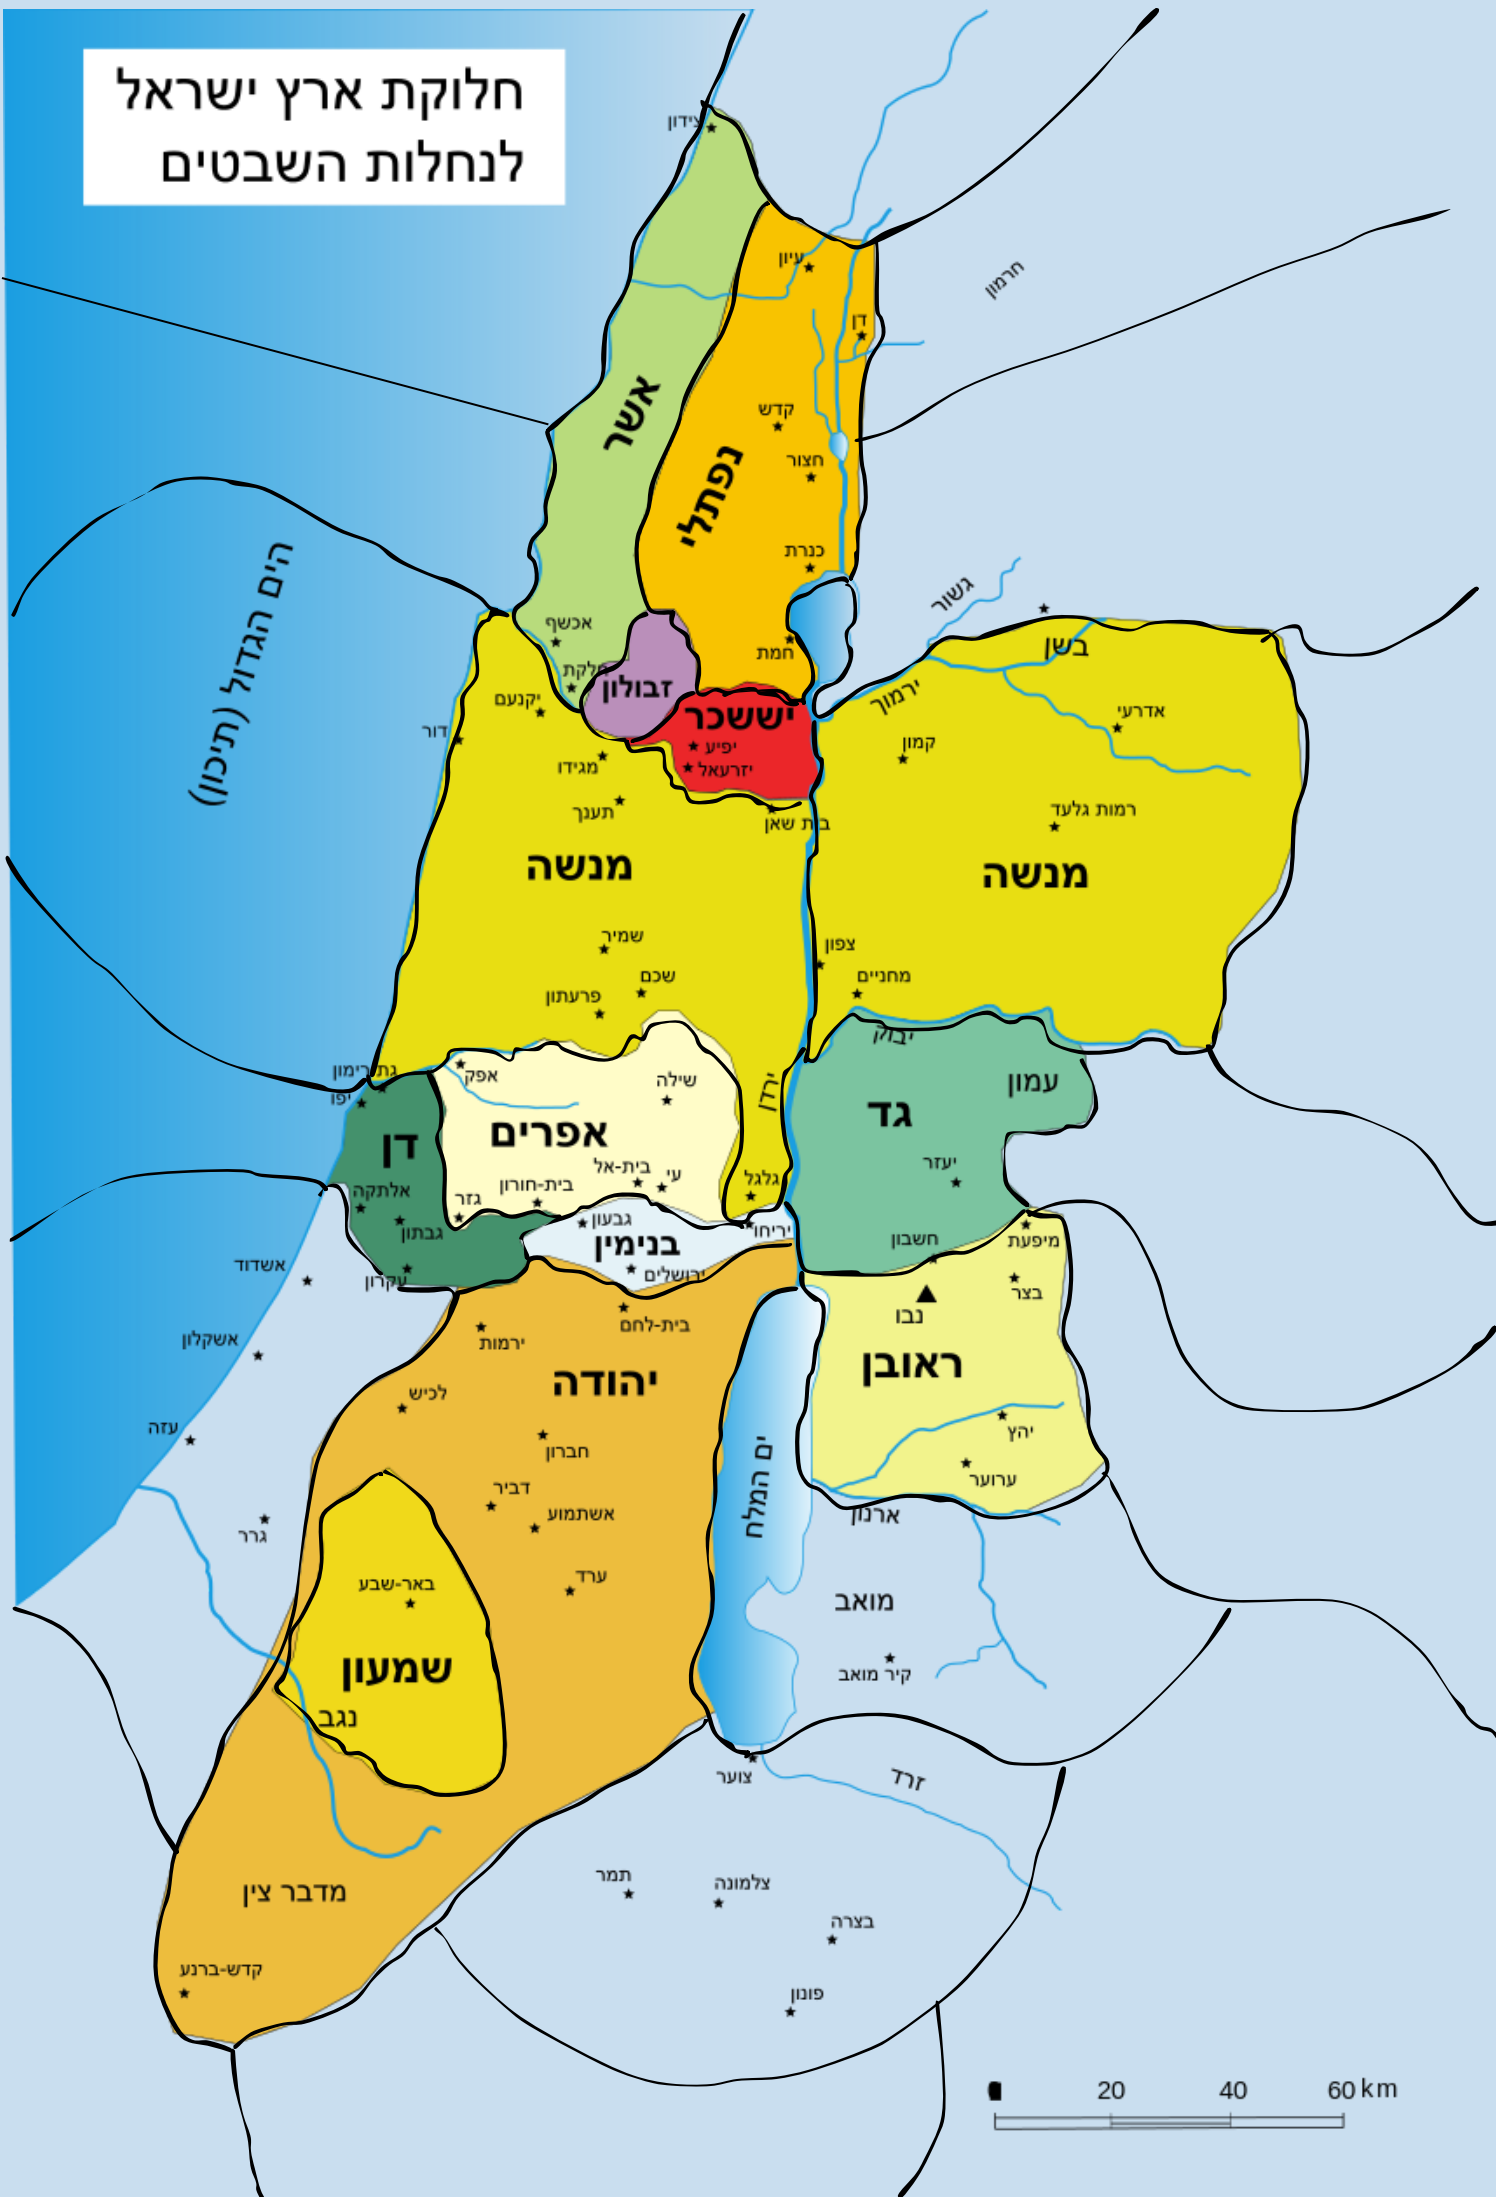 חלוקת ארץ ישראל
לנחלות השבטים
צידון
עיון
חרמון
דן
אשר
קדש
נפתלי
חצור
כנרת
הים הגדול (תיכון)
גשור
אכשף
חמת
בשן
חלקת
זבולון
ירמוך
יקנעם
יששכר
אדרעי
דור
יפיע
קמון
מגידו
יזרעאל
תענך
בית שאן
רמות גלעד
מנשה
מנשה
שמיר
צפון
שכם
מחניים
פרעתון
יבוק
גת רימון
אפק
שילה
ירדן
עמון
יפו
גד
דן
אפרים
בית-אל
עי
יעזר
אלתקה
גזר
בית-חורון
גלגל
גבתון
גבעון
יריחו
חשבון
מיפעת
בנימין
אשדוד
עקרון
ירושלים
בצר
נבו
בית-לחם
אשקלון
ירמות
יהודה
ראובן
לכיש
עזה
חברון
יהץ
ים המלח
ערוער
דביר
אשתמוע
ארנון
גרר
באר-שבע
ערד
מואב
שמעון
קיר מואב
נגב
צוער
זרד
מדבר צין
תמר
צלמונה
בצרה
קדש-ברנע
פונון
20
40
60 km